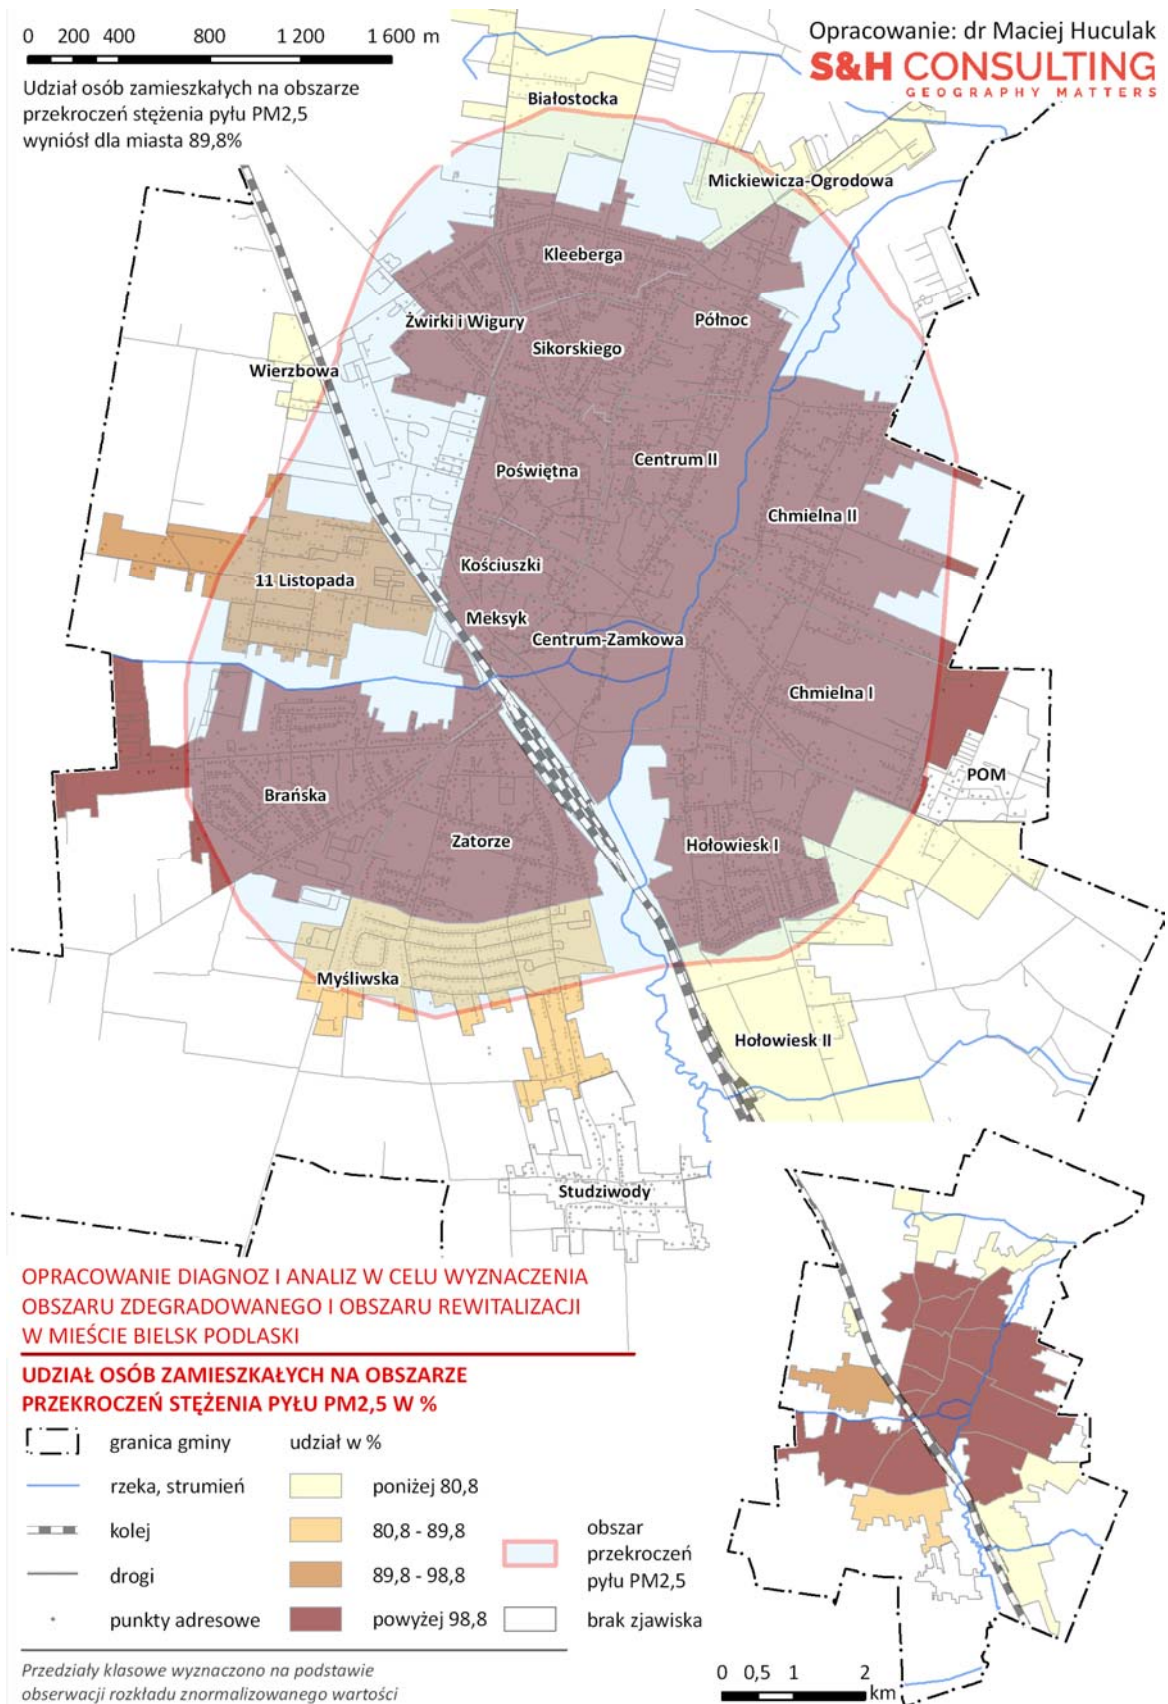 0 200 400 800 1 200 1 600 m
Opracowanie: dr Maciej Huculak
S&H CONSULTING
GEOGRAPHY MATTERS
Udział osób zamieszkałych na obszarze
przekroczeń stężenia pyłu PM2,5
wyniósł dla miasta 89,8%
Białostocka
Mickiewicza-Ogrodowa
Kleeberga
Żwirki i Wigury
Północ
Sikorskiego
Wierzbowa
Centrum II
Poświętna
Chmielna II
Kościuszki
11 Listopada
Meksyk
Centrum-Zamkowa
Chmielna I
POM
Brańska
Zatorze
Hołowiesk I
Myśliwska
Hołowiesk II
Studziwody
OPRACOWANIE DIAGNOZ I ANALIZ W CELU WYZNACZENIA
OBSZARU ZDEGRADOWANEGO I OBSZARU REWITALIZACJI
W MIEŚCIE BIELSK PODLASKI
UDZIAŁ OSÓB ZAMIESZKAŁYCH NA OBSZARZE
PRZEKROCZEŃ STĘŻENIA PYŁU PM2,5 W %
granica gminy
rzeka, strumień
kolej
drogi
punkty adresowe
udział w %
poniżej 80,8
80,8 - 89,8
89,8 - 98,8
powyżej 98,8
obszar
przekroczeń
pyłu PM2,5
brak zjawiska
Przedziały klasowe wyznaczono na podstawie
obserwacji rozkładu znormalizowanego wartości
0 0,5 1 2
km